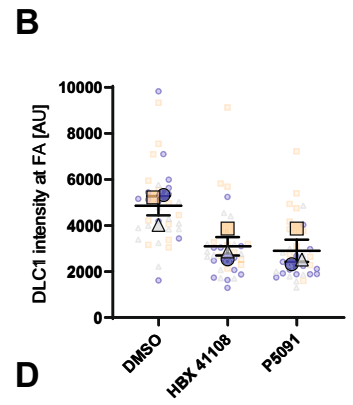 B
DLC1 intensity at FA [AU]
10000
8000
6000
4000
2000
0
DMSO
HBX 41108
P5091
D